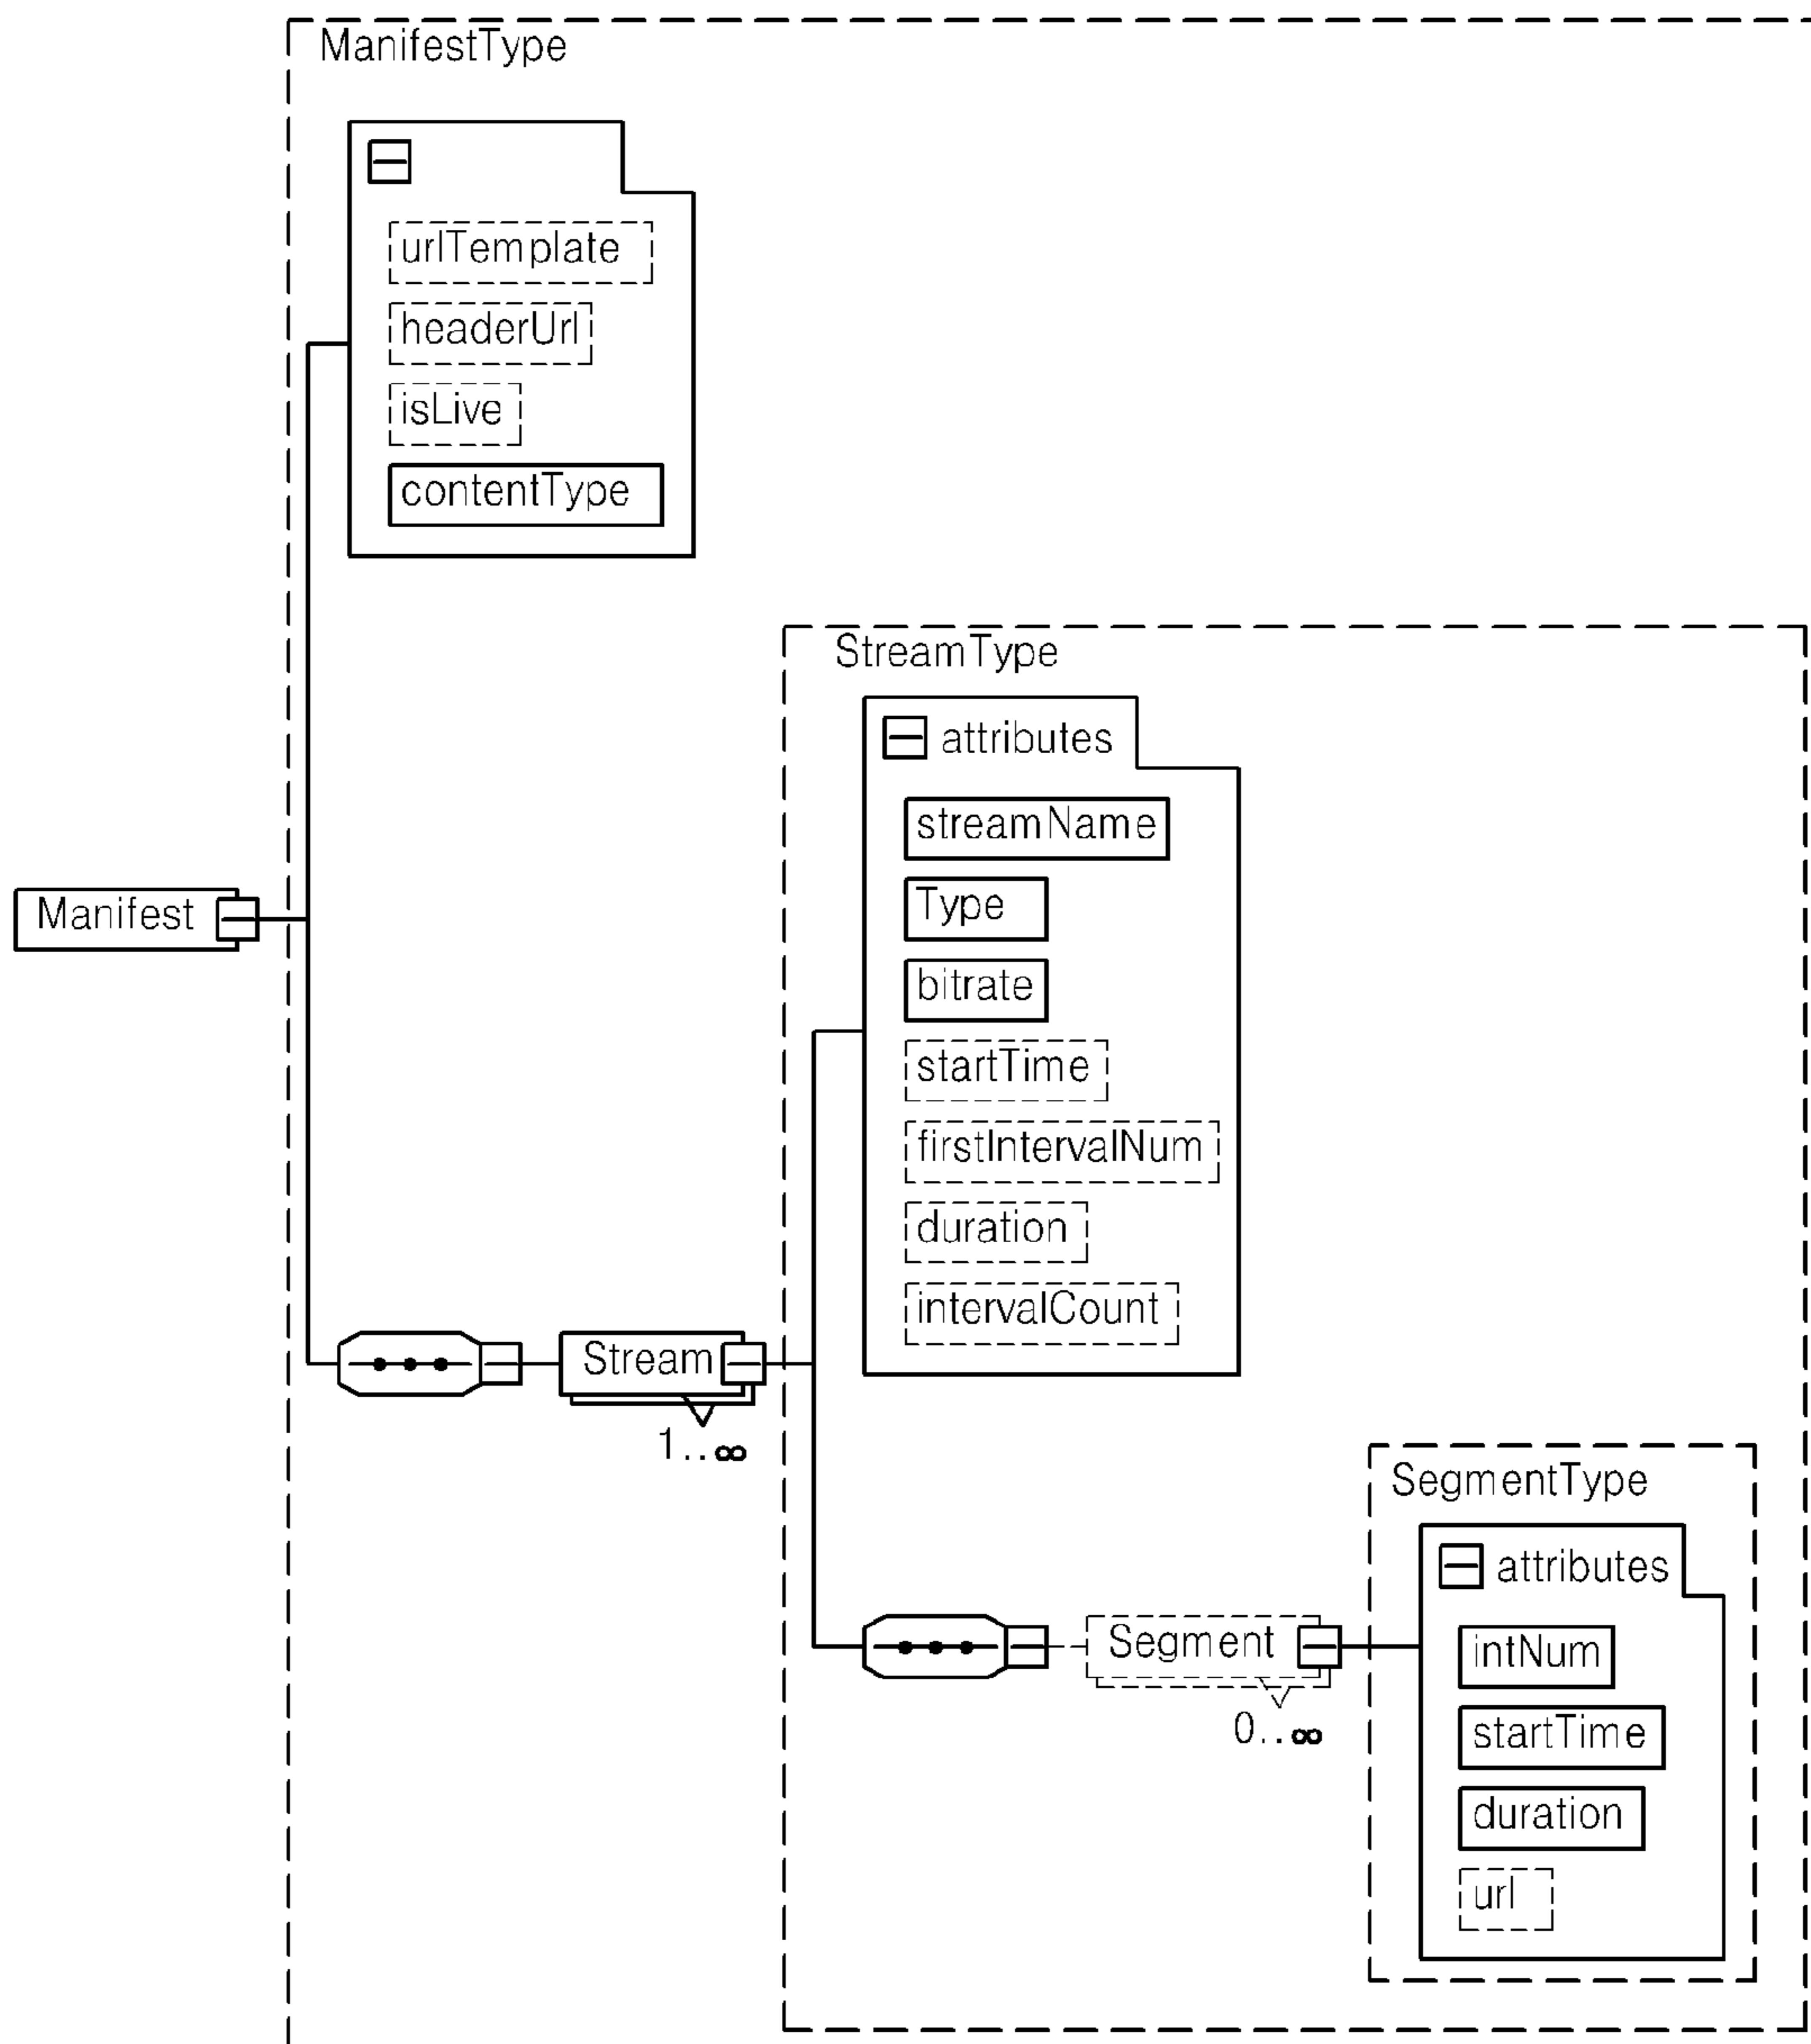 ManifestType
urlTemplate
headerUrl
isLive
contentType
StreamType
attributes
streamName
Type
bitrate
startTime
firstIntervalNum
duration
intervalCount
Manifest
Stream
1..∞
SegmentType
attributes
intNum
startTime
duration
url
Segment
0..∞